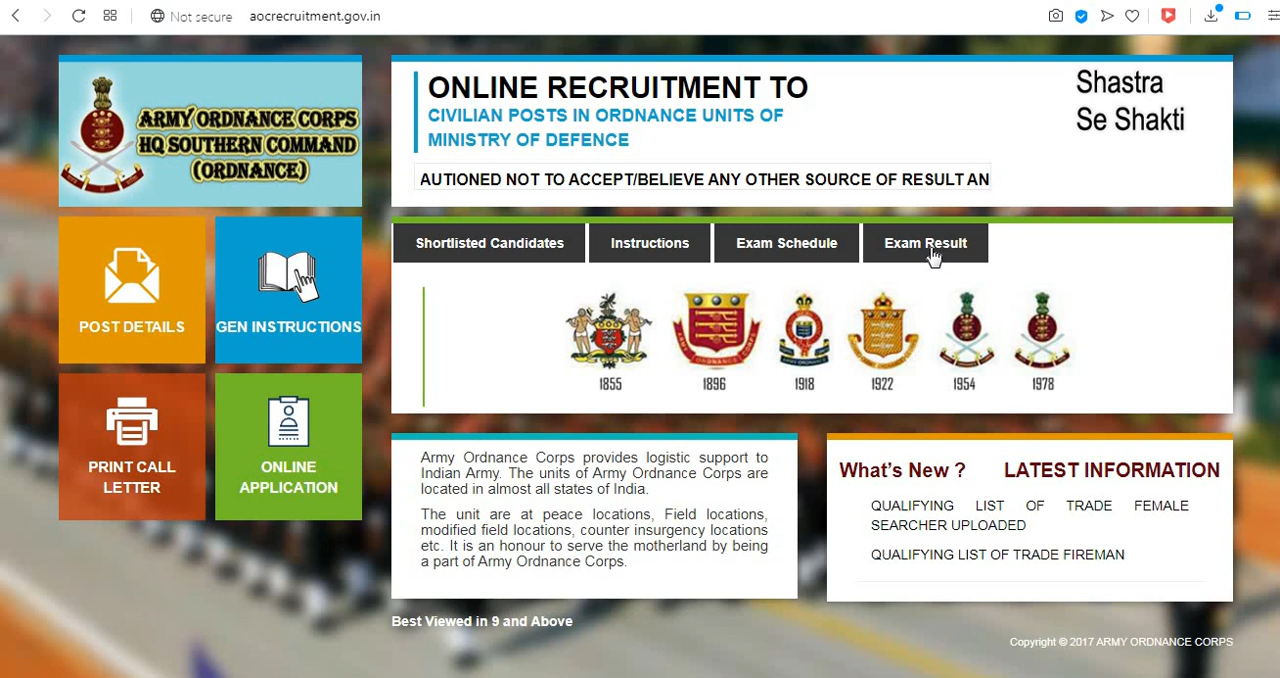 Not secure aocrecruitment.gov.in
ARMY ORDNANCE CORPS
HQ SOUTHERN COMMAND
(ORDNANCE)
ONLINE RECRUITMENT TO
CIVILIAN POSTS IN ORDNANCE UNITS OF
MINISTRY OF DEFENCE
AUTIONED NOT TO ACCEPT/BELIEVE ANY OTHER SOURCE OF RESULT AN
Shastra
Se Shakti
Shortlisted Candidates Instructions Exam Schedule Exam Result
POST DETAILS
GEN INSTRUCTIONS
1855 1896 1918 1922 1954 1978
PRINT CALL
LETTER
ONLINE
APPLICATION
Army Ordnance Corps provides logistic support to
Indian Army. The units of Army Ordnance Corps are
located in almost all states of India.
The unit are at peace locations, Field locations,
modified field locations, counter insurgency locations
etc. It is an honour to serve the motherland by being
a part of Army Ordnance Corps.
What's New ? LATEST INFORMATION
QUALIFYING LIST OF TRADE FEMALE
SEARCHER UPLOADED
QUALIFYING LIST OF TRADE FIREMAN
Best Viewed in 9 and Above
Copyright © 2017 ARMY ORDNANCE CORPS